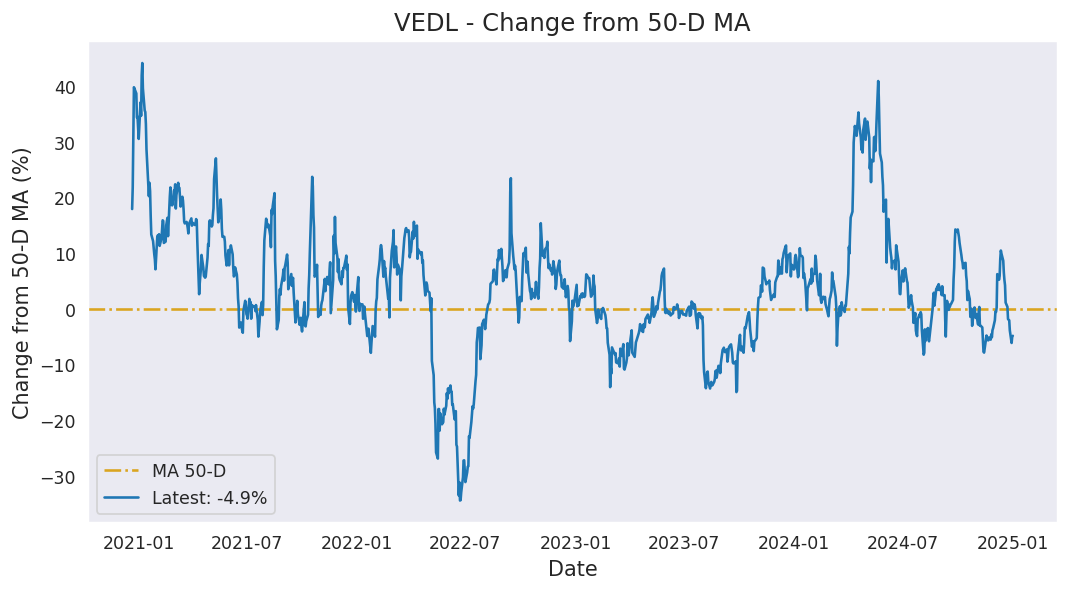 VEDL - Change from 50-D MA
Change from 50-D MA (%)
40
30
20
10
0
−10
−20
−30
MA 50-D
Latest: -4.9%
2021-01 2021-07 2022-01 2022-07 2023-01 2023-07 2024-01 2024-07 2025-01
Date